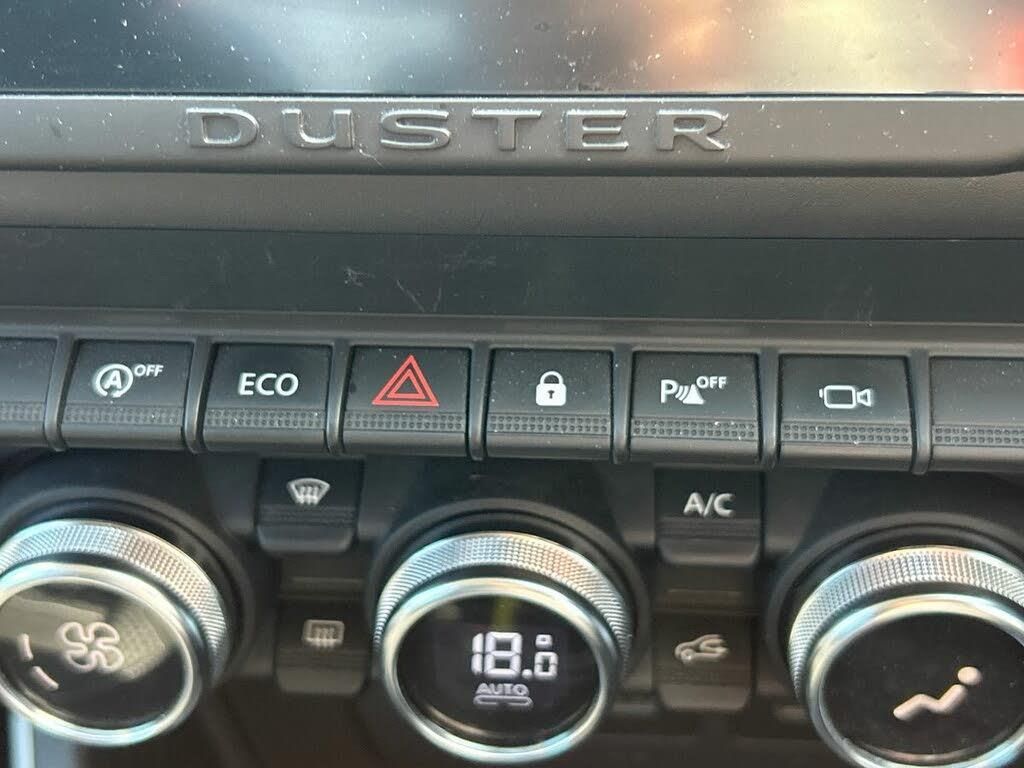 DUSTER
A OFF
ECO
P OFF
A/C
18.0
AUTO